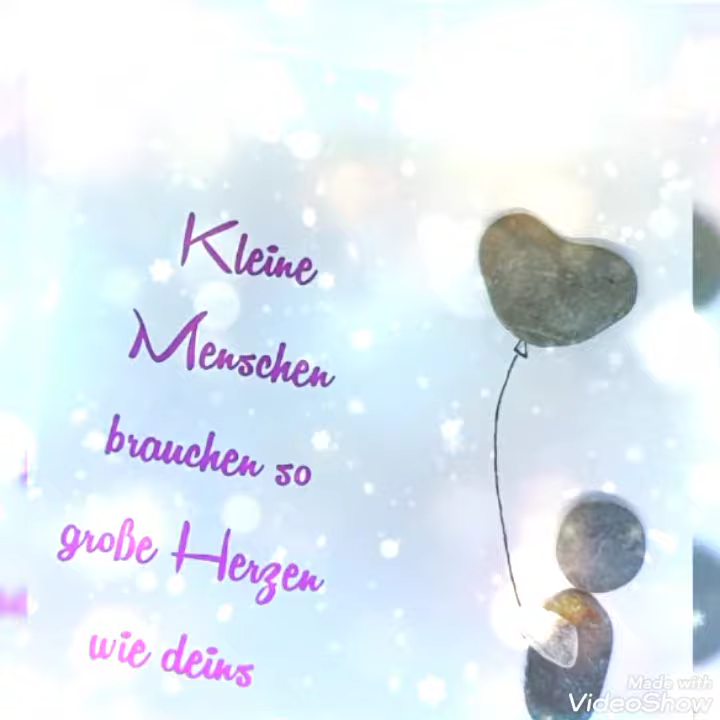 Kleine
Menschen
brauchen so
große Herzen
wie deins
Made with
VideoShow